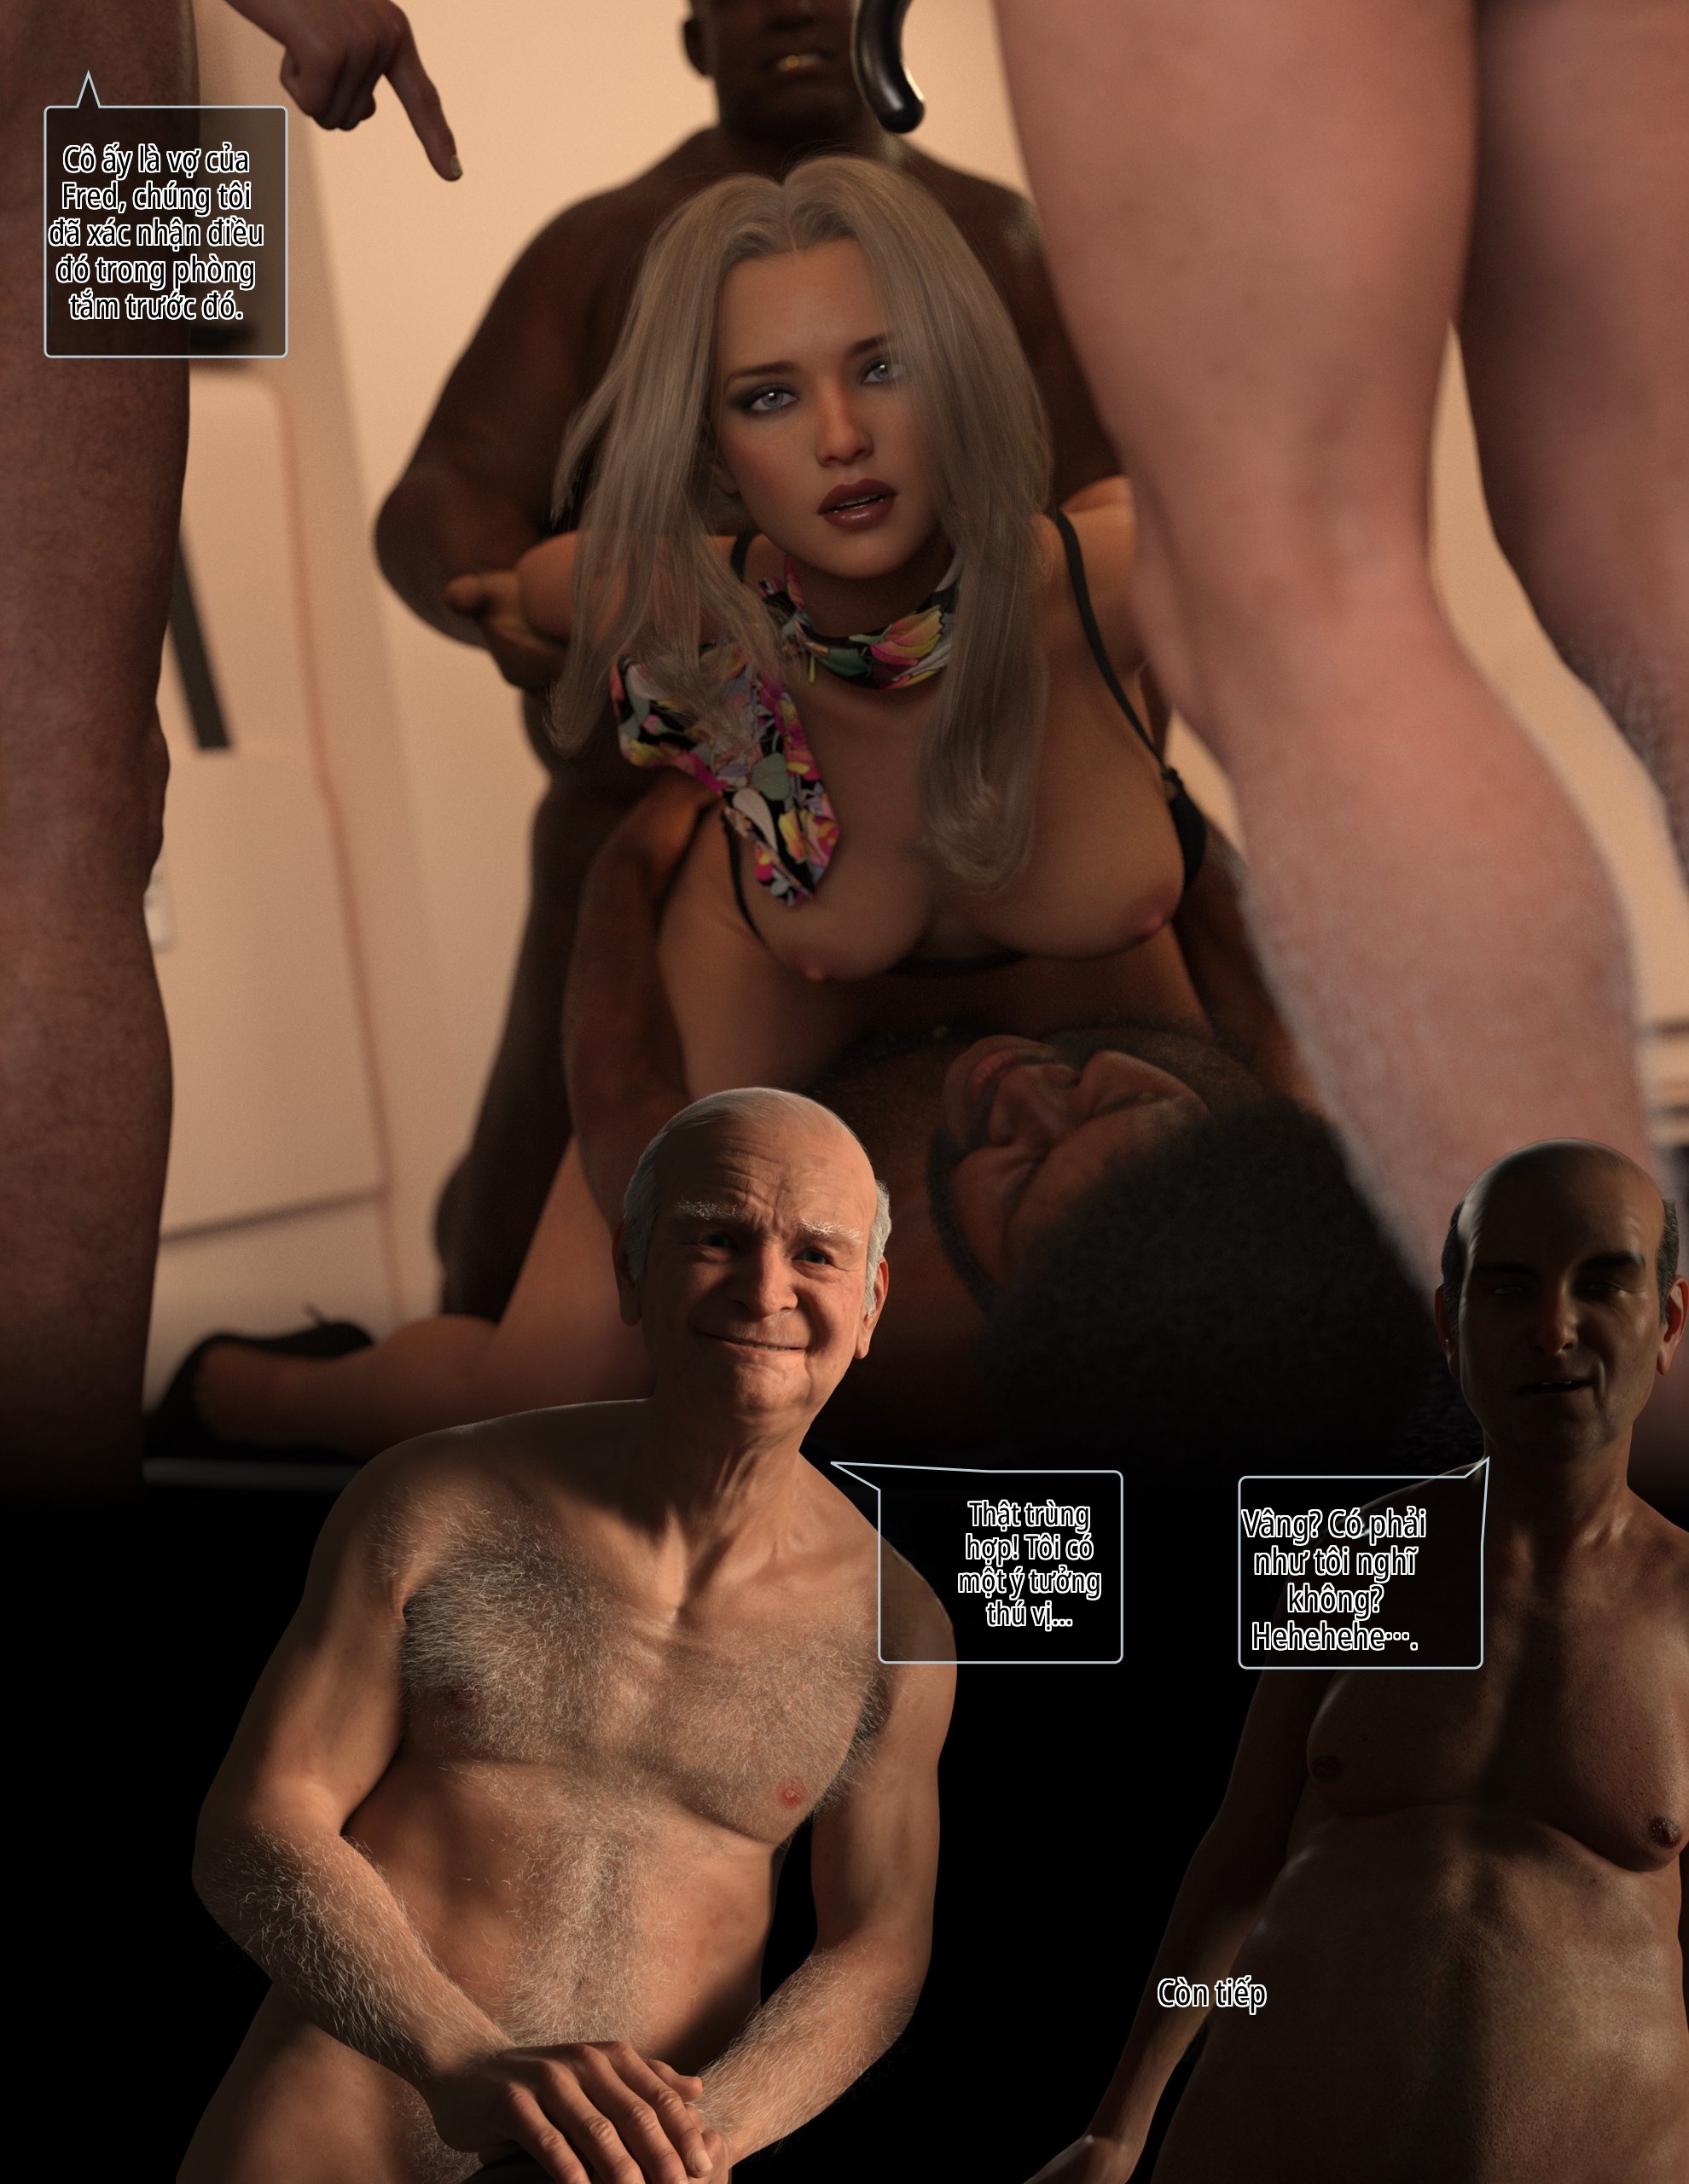 Cô ấy là vợ của
Fred, chúng tôi
đã xác nhận điều
đó trong phòng
tắm trước đó.
Thật trùng
hợp! Tôi có
một ý tưởng
thú vị...
Vâng? Có phải
như tôi nghĩ
không?
Hehehehe….
Còn tiếp